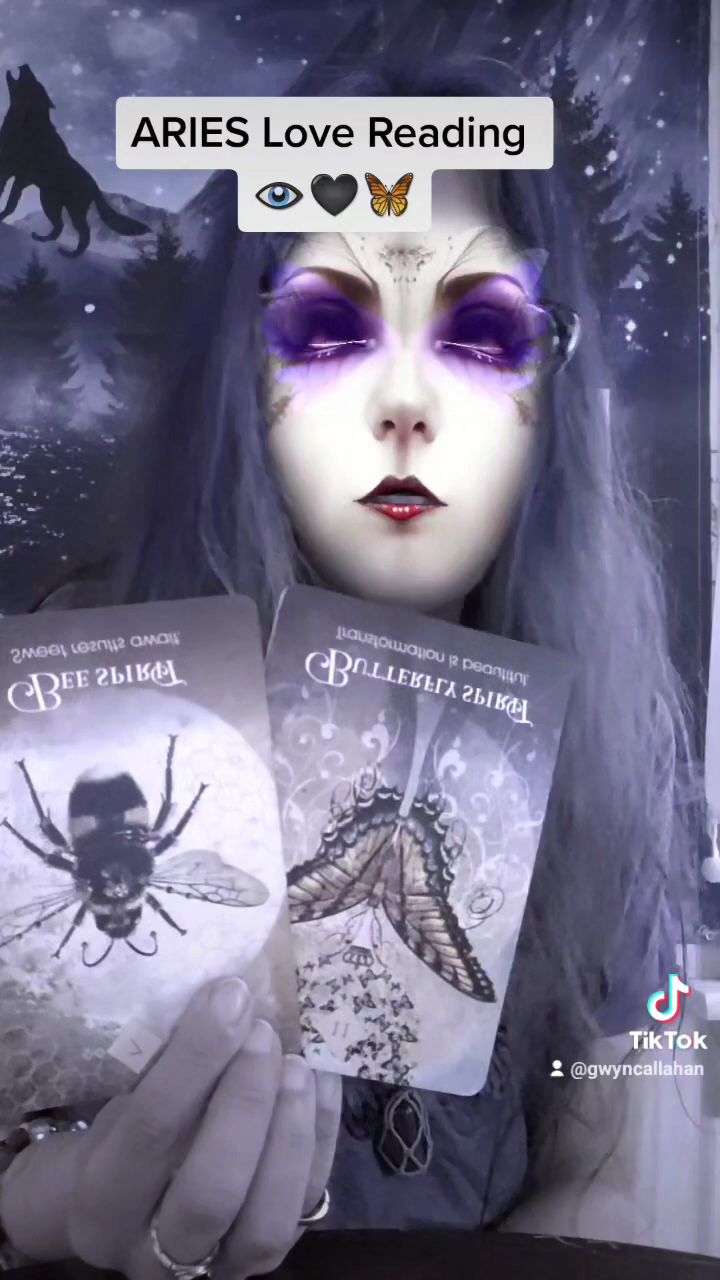 ARIES Love Reading
👁️🖤🦋
Sweet results await.
BEE SPIRIT
Transformation is beautiful.
BUTTERFLY SPIRIT
TikTok
@gwyncallahan